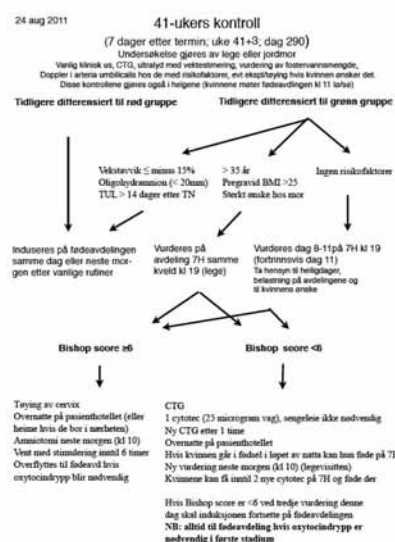 24 aug 2011
41-ukers kontroll
(7 dager etter termin; uke 41+3; dag 290)
Undersøkelse gjøres av lege eller jordmor
Vanlig klinisk us, CTG, ultralyd med vektestimering, vurdering av fostervannsmengde,
Doppler i arteria umbilicalis hos de med risikofaktorer, evt ekspl/tøying hvis kvinnen ønsker det.
Disse kontrollene gjøres også i helgene (kvinnene møter fødeavdlingen kl 11 lø/sø)
Tidligere differensiert til rød gruppe
Tidligere differensiert til grønn gruppe
Vekstavvik ≤ minus 15%
Oligohydramnion (< 20mm)
TUL > 14 dager etter TN
> 35 år
Pregravid BMI >25
Sterkt ønske hos mor
Ingen risikofaktorer
Induseres på fødeavdelingen
samme dag eller neste mor-
gen etter vanlige rutiner
Vurderes på
avdeling 7H samme
kveld kl 19 (lege)
Vurderes dag 8-11på 7H kl 19
(fortrinnsvis dag 11)
Ta hensyn til helligdager,
belastning på avdelingene og
til kvinnens ønske
Bishop score ≥6
Bishop score <6
Tøying av cervix
Overnatte på pasienthotellet (eller
heime hvis de bor i nærheten)
Amniotomi neste morgen (kl 10)
Vent med stimulering inntil 6 timer
Overflyttes til fødeavd hvis
oxytocindrypp blir nødvendig
CTG
1 cytotec (25 microgram vag), sengeleie ikke nødvendig
Ny CTG etter 1 time
Overnatte på pasienthotellet
Hvis kvinnen går i fødsel i løpet av natta kan hun føde på 7H
Ny vurdering neste morgen (kl 10) (legevisitten)
Kvinnene kan få inntil 2 nye cytotec på 7H og føde der
Hvis Bishop score er <6 ved tredje vurdering denne
dag skal induksjonen fortsette på fødeavdelingen.
NB: alltid til fødeavdeling hvis oxytocindrypp er
nødvendig i første stadium